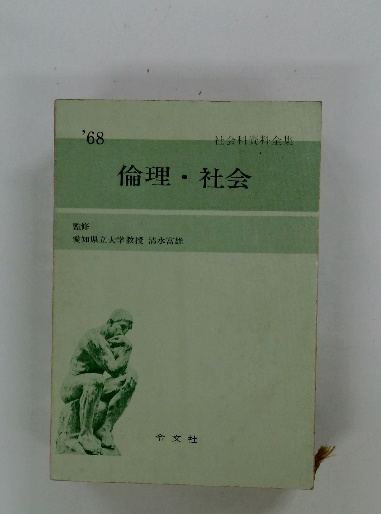 '68
社会科資料全集
倫理・社会
監修
愛知県立大学教授 清水富雄
令文社